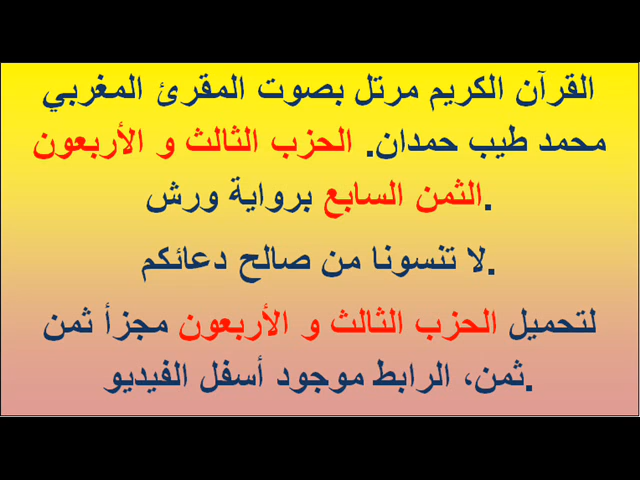 القرآن الكريم مرتل بصوت المقرئ المغربي
محمد طيب حمدان. الحزب الثالث و الأربعون
الثمن السابع برواية ورش.
لا تنسونا من صالح دعائكم.
لتحميل الحزب الثالث و الأربعون مجزأ ثمن
ثمن، الرابط موجود أسفل الفيديو.